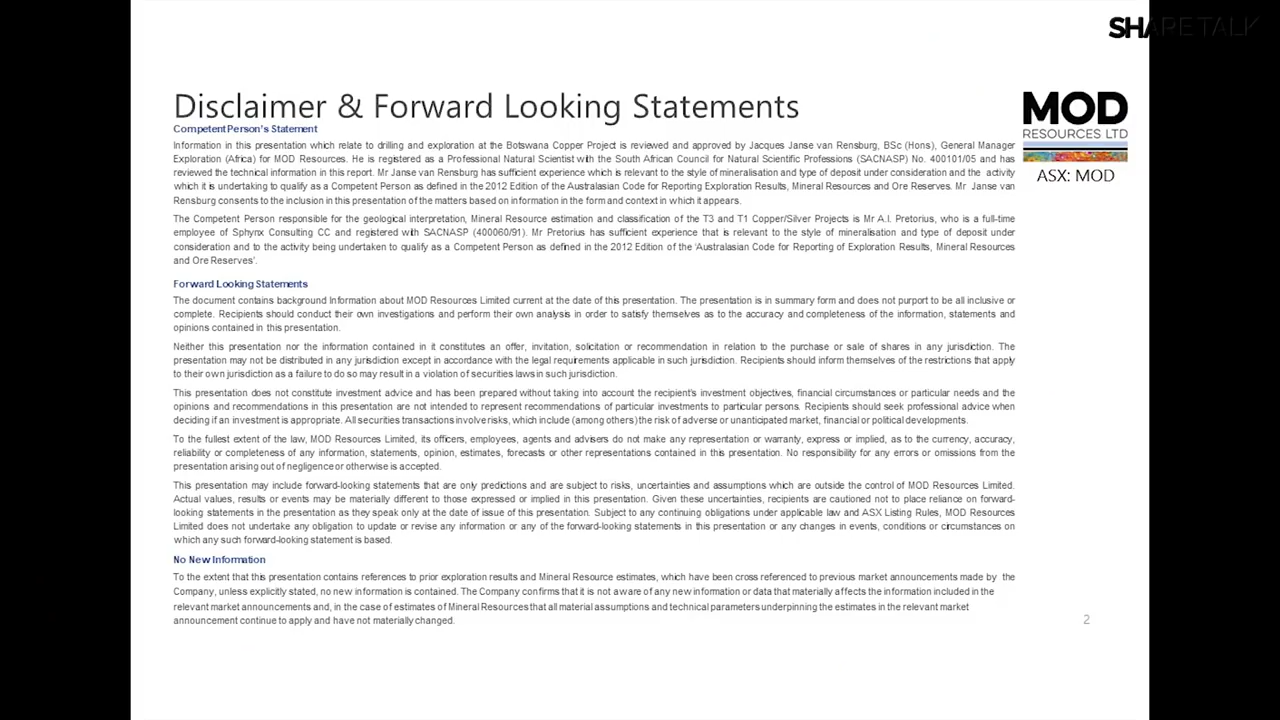 SHARETALK
Disclaimer & Forward Looking Statements
MOD
RESOURCES LTD
ASX: MOD
Competent Person's Statement
Information in this presentation which relate to drilling and exploration at the Botswana Copper Project is reviewed and approved by Jacques Janse van Rensburg, BSc (Hons), General Manager
Exploration (Africa) for MOD Resources. He is registered as a Professional Natural Scientist with the South African Council for Natural Scientific Professions (SACNASP) No. 400101/05 and has
reviewed the technical information in this report. Mr Janse van Rensburg has sufficient experience which is relevant to the style of mineralisation and type of deposit under consideration and the activity
which it is undertaking to qualify as a Competent Person as defined in the 2012 Edition of the Australasian Code for Reporting Exploration Results, Mineral Resources and Ore Reserves. Mr Janse van
Rensburg consents to the inclusion in this presentation of the matters based on information in the form and context in which it appears.
The Competent Person responsible for the geological interpretation, Mineral Resource estimation and classification of the T3 and T1 Copper/Silver Projects is Mr A.I. Pretorius, who is a full-time
employee of Sphynx Consulting CC and registered with SACNASP (400060/91). Mr Pretorius has sufficient experience that is relevant to the style of mineralisation and type of deposit under
consideration and to the activity being undertaken to qualify as a Competent Person as defined in the 2012 Edition of the 'Australasian Code for Reporting of Exploration Results, Mineral Resources
and Ore Reserves'.
Forward Looking Statements
The document contains background Information about MOD Resources Limited current at the date of this presentation. The presentation is in summary form and does not purport to be all inclusive or
complete. Recipients should conduct their own investigations and perform their own analysis in order to satisfy themselves as to the accuracy and completeness of the information, statements and
opinions contained in this presentation.
Neither this presentation nor the information contained in it constitutes an offer, invitation, solicitation or recommendation in relation to the purchase or sale of shares in any jurisdiction. The
presentation may not be distributed in any jurisdiction except in accordance with the legal requirements applicable in such jurisdiction. Recipients should inform themselves of the restrictions that apply
to their own jurisdiction as a failure to do so may result in a violation of securities laws in such jurisdiction.
This presentation does not constitute investment advice and has been prepared without taking into account the recipient's investment objectives, financial circumstances or particular needs and the
opinions and recommendations in this presentation are not intended to represent recommendations of particular investments to particular persons. Recipients should seek professional advice when
deciding if an investment is appropriate. All securities transactions involve risks, which include (among others) the risk of adverse or unanticipated market, financial or political developments.
To the fullest extent of the law, MOD Resources Limited, its officers, employees, agents and advisers do not make any representation or warranty, express or implied, as to the currency, accuracy,
reliability or completeness of any information, statements, opinion, estimates, forecasts or other representations contained in this presentation. No responsibility for any errors or omissions from the
presentation arising out of negligence or otherwise is accepted.
This presentation may include forward-looking statements that are only predictions and are subject to risks, uncertainties and assumptions which are outside the control of MOD Resources Limited.
Actual values, results or events may be materially different to those expressed or implied in this presentation. Given these uncertainties, recipients are cautioned not to place reliance on forward-
looking statements in the presentation as they speak only at the date of issue of this presentation. Subject to any continuing obligations under applicable law and ASX Listing Rules, MOD Resources
Limited does not undertake any obligation to update or revise any information or any of the forward-looking statements in this presentation or any changes in events, conditions or circumstances on
which any such forward-looking statement is based.
No New Information
To the extent that this presentation contains references to prior exploration results and Mineral Resource estimates, which have been cross referenced to previous market announcements made by the
Company, unless explicitly stated, no new information is contained. The Company confirms that it is not aware of any new information or data that materially affects the information included in the
relevant market announcements and, in the case of estimates of Mineral Resources that all material assumptions and technical parameters underpinning the estimates in the relevant market
announcement continue to apply and have not materially changed.
2